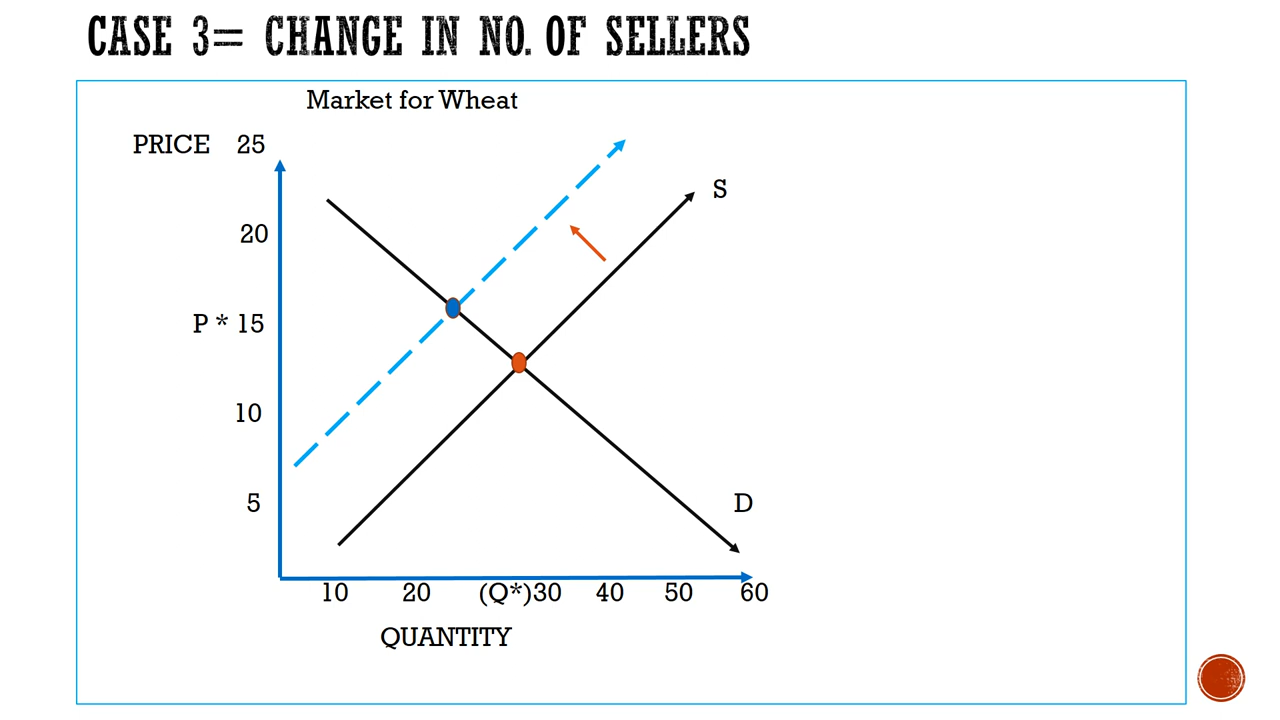 CASE 3= CHANGE IN NO. OF SELLERS
Market for Wheat
PRICE 25
S
20
P * 15
10
5
D
10 20 (Q*)30 40 50 60
QUANTITY